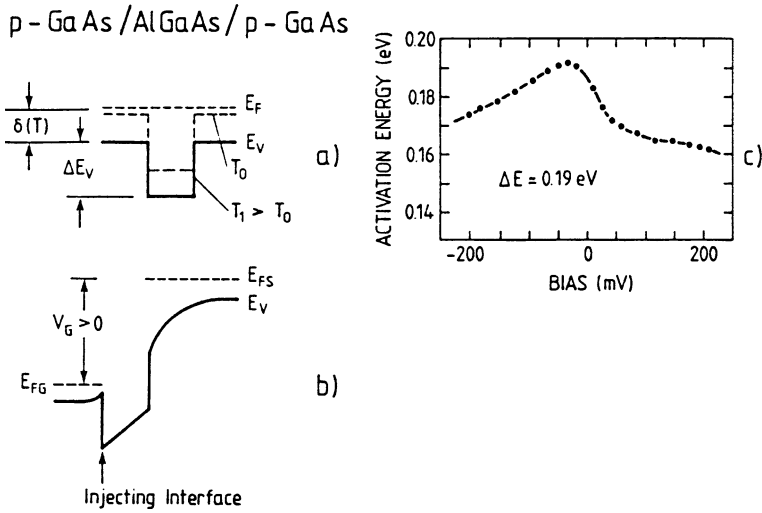 p-GaAs/AlGaAs/p-GaAs
E_F
δ(T)
E_V
ΔE_V
T_0
T_1 > T_0
a)
E_FS
E_V
V_G > 0
E_FG
b)
Injecting Interface
ACTIVATION ENERGY (eV)
0.20
0.18
0.16
0.14
ΔE = 0.19 eV
-200
0
200
BIAS (mV)
c)